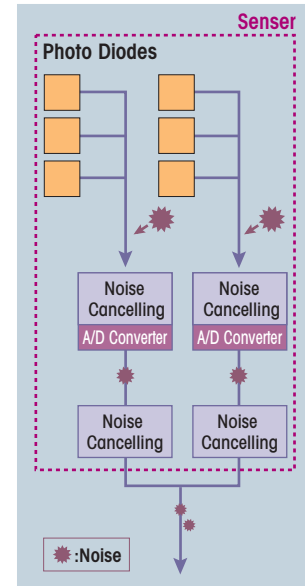 Senser
Photo Diodes
Noise
Cancelling
A/D Converter
Noise
Cancelling
A/D Converter
Noise
Cancelling
Noise
Cancelling
:Noise